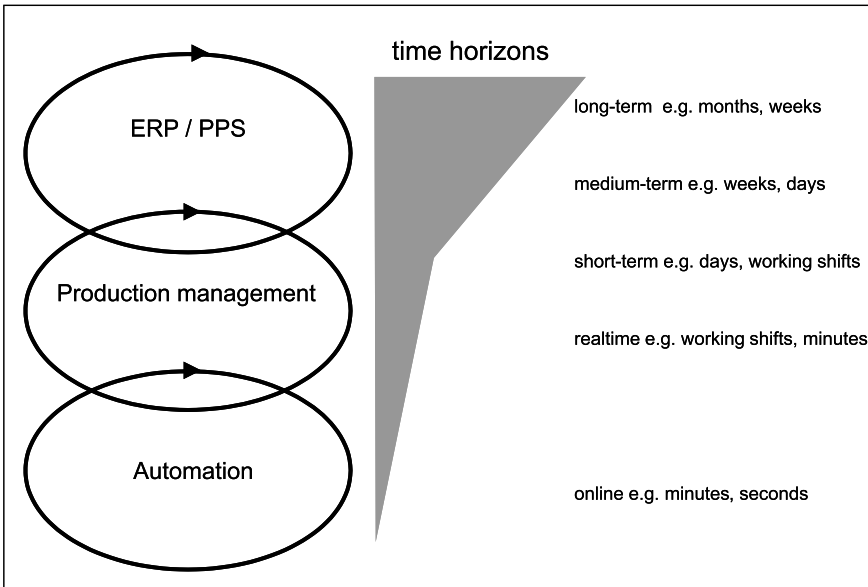 time horizons
ERP / PPS
long-term e.g. months, weeks
medium-term e.g. weeks, days
Production management
short-term e.g. days, working shifts
realtime e.g. working shifts, minutes
Automation
online e.g. minutes, seconds